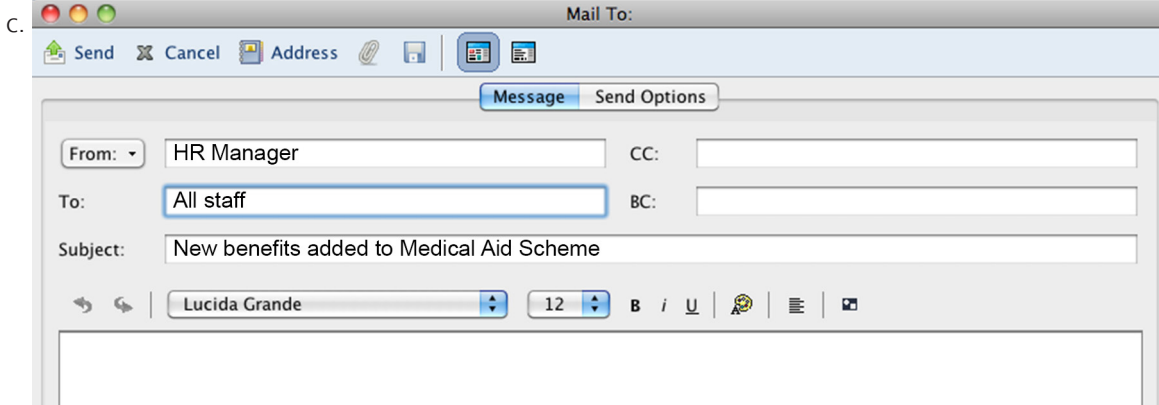 C.
Mail To:
Send Cancel Address
Message Send Options
From: HR Manager CC:
To: All staff BC:
Subject: New benefits added to Medical Aid Scheme
Lucida Grande 12 B i U A